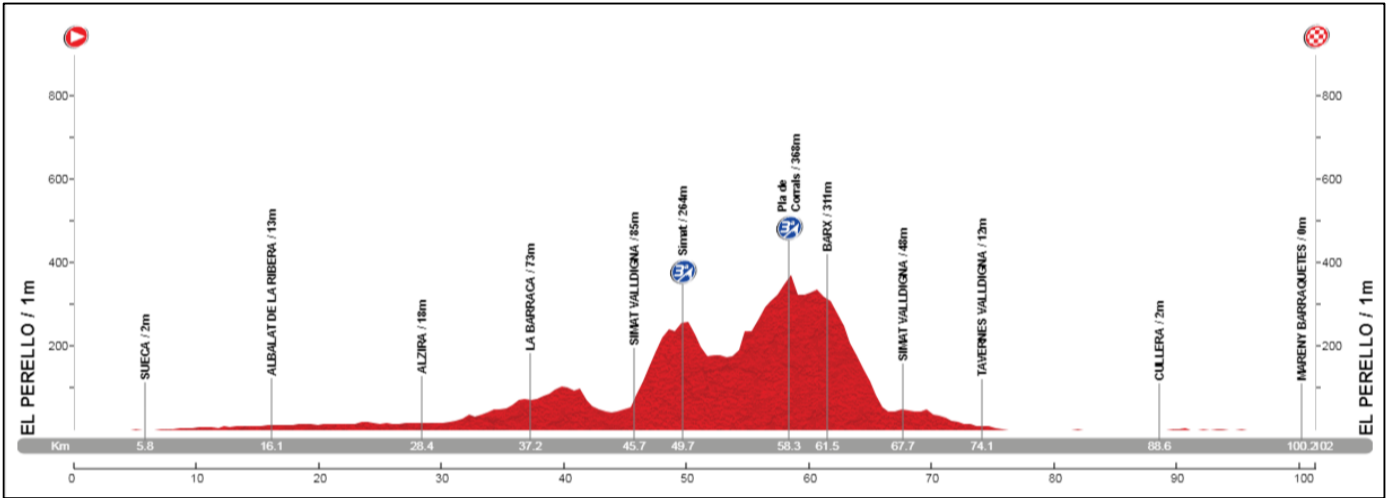 800
600
400
200
800
600
400
200
EL PERELLO / 1m
SUECA / 2m
ALBALAT DE LA RIBERA / 13m
ALZIRA / 18m
LA BARRACA / 73m
SIMAT VALLDIGNA / 85m
Simat / 264m
Pla de
Corrals / 368m
BARX / 311m
SIMAT VALLDIGNA / 48m
TAVERNES VALLDIGNA / 12m
CULLERA / 2m
MARENY BARRAQUETES / 0m
EL PERELLO / 1m
Km 5.8 16.1 28.4 37.2 45.7 49.7 58.3 61.5 67.7 74.1 88.6 100.2 102
0 10 20 30 40 50 60 70 80 90 100